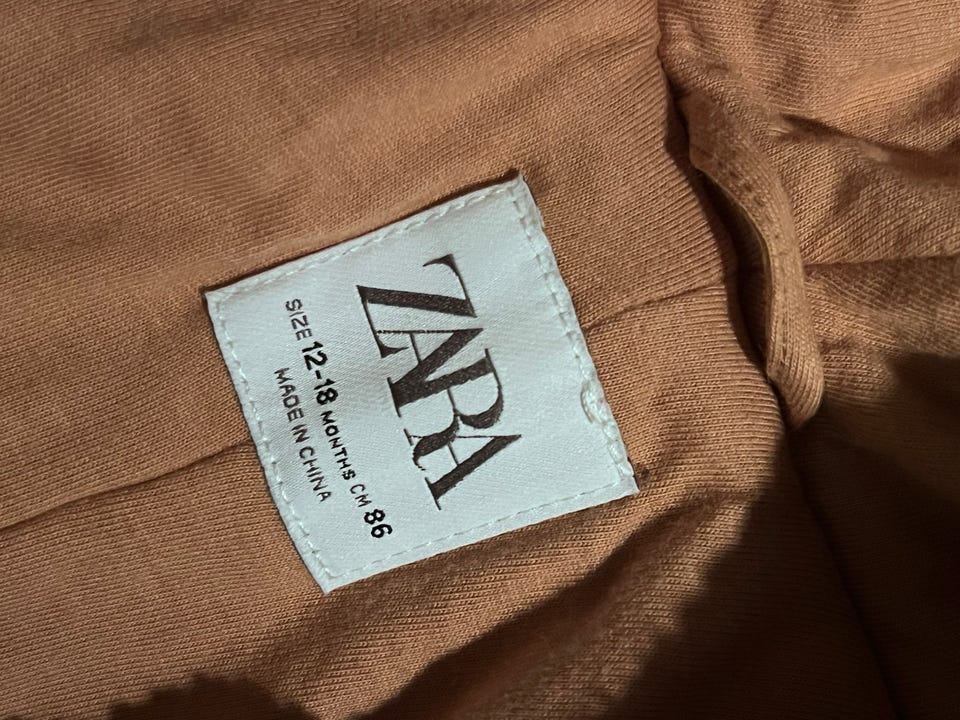 ZARA
SIZE 12-18 MONTHS CM 86
MADE IN CHINA